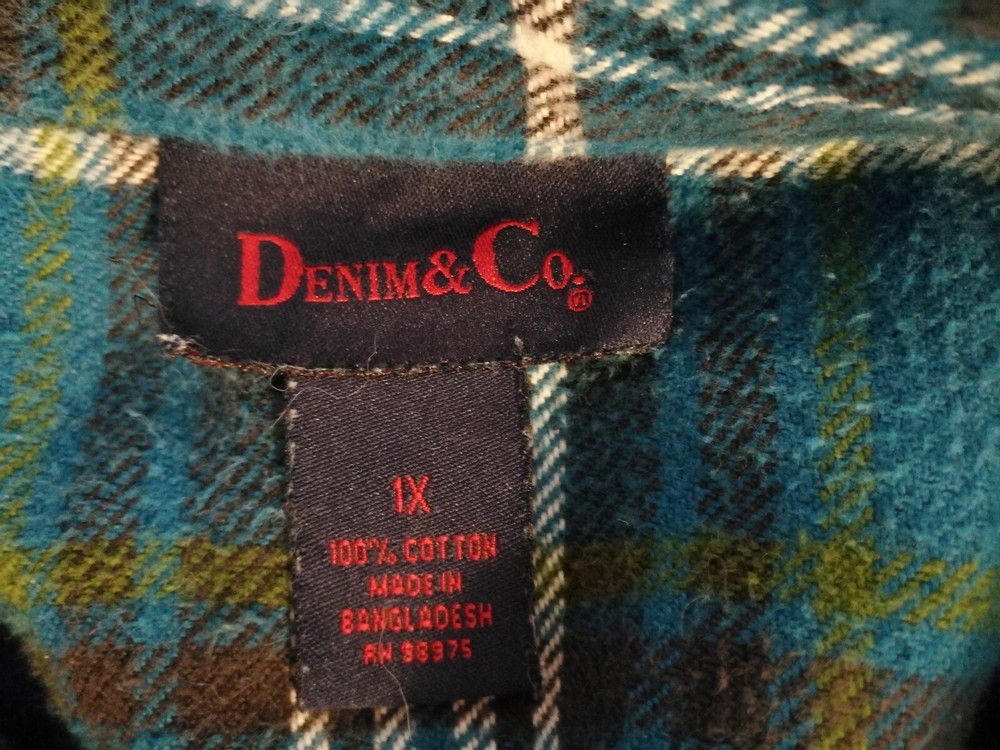 DENIM & Co.®
1X
100% COTTON
MADE IN
BANGLADESH
RN 98975